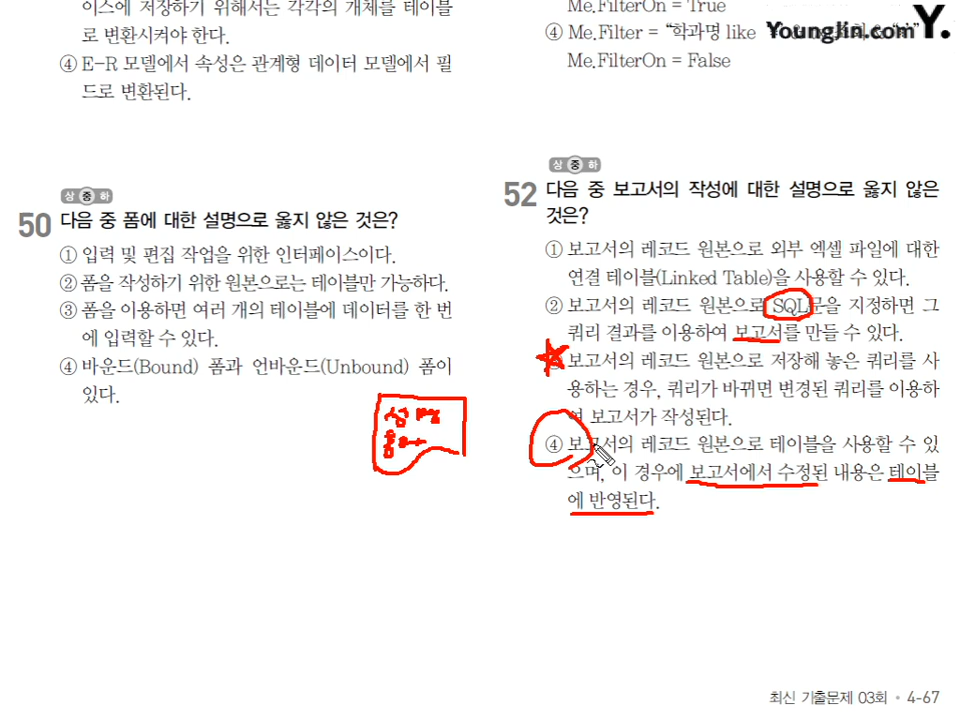 이스에 저장하기 위해서는 각각의 개체를 테이블
로 변환시켜야 한다.
④ E-R 모델에서 속성은 관계형 데이터 모델에서 필
드로 변환된다.
상 중 하
50 다음 중 폼에 대한 설명으로 옳지 않은 것은?
① 입력 및 편집 작업을 위한 인터페이스이다.
② 폼을 작성하기 위한 원본으로는 테이블만 가능하다.
③ 폼을 이용하면 여러 개의 테이블에 데이터를 한 번
에 입력할 수 있다.
④ 바운드(Bound) 폼과 언바운드(Unbound) 폼이
있다.
Me.FilterOn = True
④ Me.Filter = “학과명 like
Me.FilterOn = False
Younglin.com Y.
상 중 하
52 다음 중 보고서의 작성에 대한 설명으로 옳지 않은
것은?
① 보고서의 레코드 원본으로 외부 엑셀 파일에 대한
연결 테이블(Linked Table)을 사용할 수 있다.
② 보고서의 레코드 원본으로 SQL문을 지정하면 그
쿼리 결과를 이용하여 보고서를 만들 수 있다.
보고서의 레코드 원본으로 저장해 놓은 쿼리를 사
용하는 경우, 쿼리가 바뀌면 변경된 쿼리를 이용하
여 보고서가 작성된다.
④ 보고서의 레코드 원본으로 테이블을 사용할 수 있
으며, 이 경우에 보고서에서 수정된 내용은 테이블
에 반영된다.
최신 기출문제 03회 • 4-67